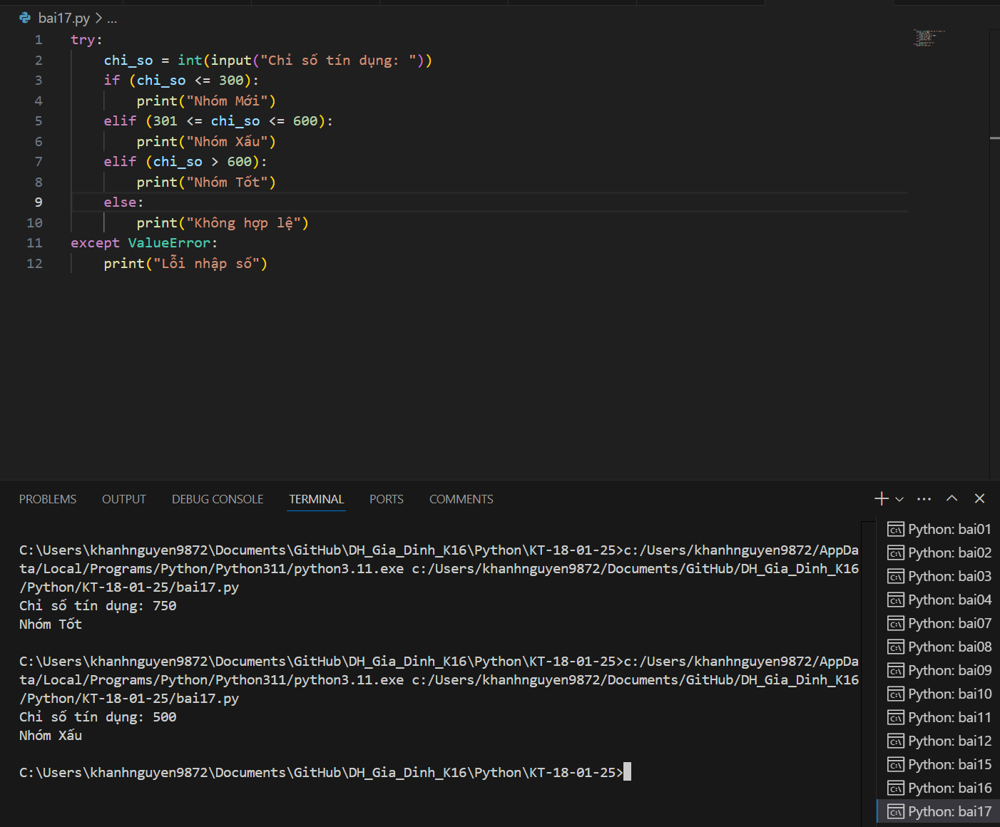 bai17.py > ...
1 try:
2 chi_so = int(input("Chỉ số tín dụng: "))
3 if (chi_so <= 300):
4 print("Nhóm Mới")
5 elif (301 <= chi_so <= 600):
6 print("Nhóm Xấu")
7 elif (chi_so > 600):
8 print("Nhóm Tốt")
9 else:
10 print("Không hợp lệ")
11 except ValueError:
12 print("Lỗi nhập số")
PROBLEMS OUTPUT DEBUG CONSOLE TERMINAL PORTS COMMENTS
C:\Users\khanhnguyen9872\Documents\GitHub\DH_Gia_Dinh_K16\Python\KT-18-01-25>c:/Users/khanhnguyen9872/AppDa
ta/Local/Programs/Python/Python311/python3.11.exe c:/Users/khanhnguyen9872/Documents/GitHub/DH_Gia_Dinh_K16
/Python/KT-18-01-25/bai17.py
Chỉ số tín dụng: 750
Nhóm Tốt
C:\Users\khanhnguyen9872\Documents\GitHub\DH_Gia_Dinh_K16\Python\KT-18-01-25>c:/Users/khanhnguyen9872/AppDa
ta/Local/Programs/Python/Python311/python3.11.exe c:/Users/khanhnguyen9872/Documents/GitHub/DH_Gia_Dinh_K16
/Python/KT-18-01-25/bai17.py
Chỉ số tín dụng: 500
Nhóm Xấu
C:\Users\khanhnguyen9872\Documents\GitHub\DH_Gia_Dinh_K16\Python\KT-18-01-25>
Python: bai01
Python: bai02
Python: bai03
Python: bai04
Python: bai07
Python: bai08
Python: bai09
Python: bai10
Python: bai11
Python: bai12
Python: bai15
Python: bai16
Python: bai17